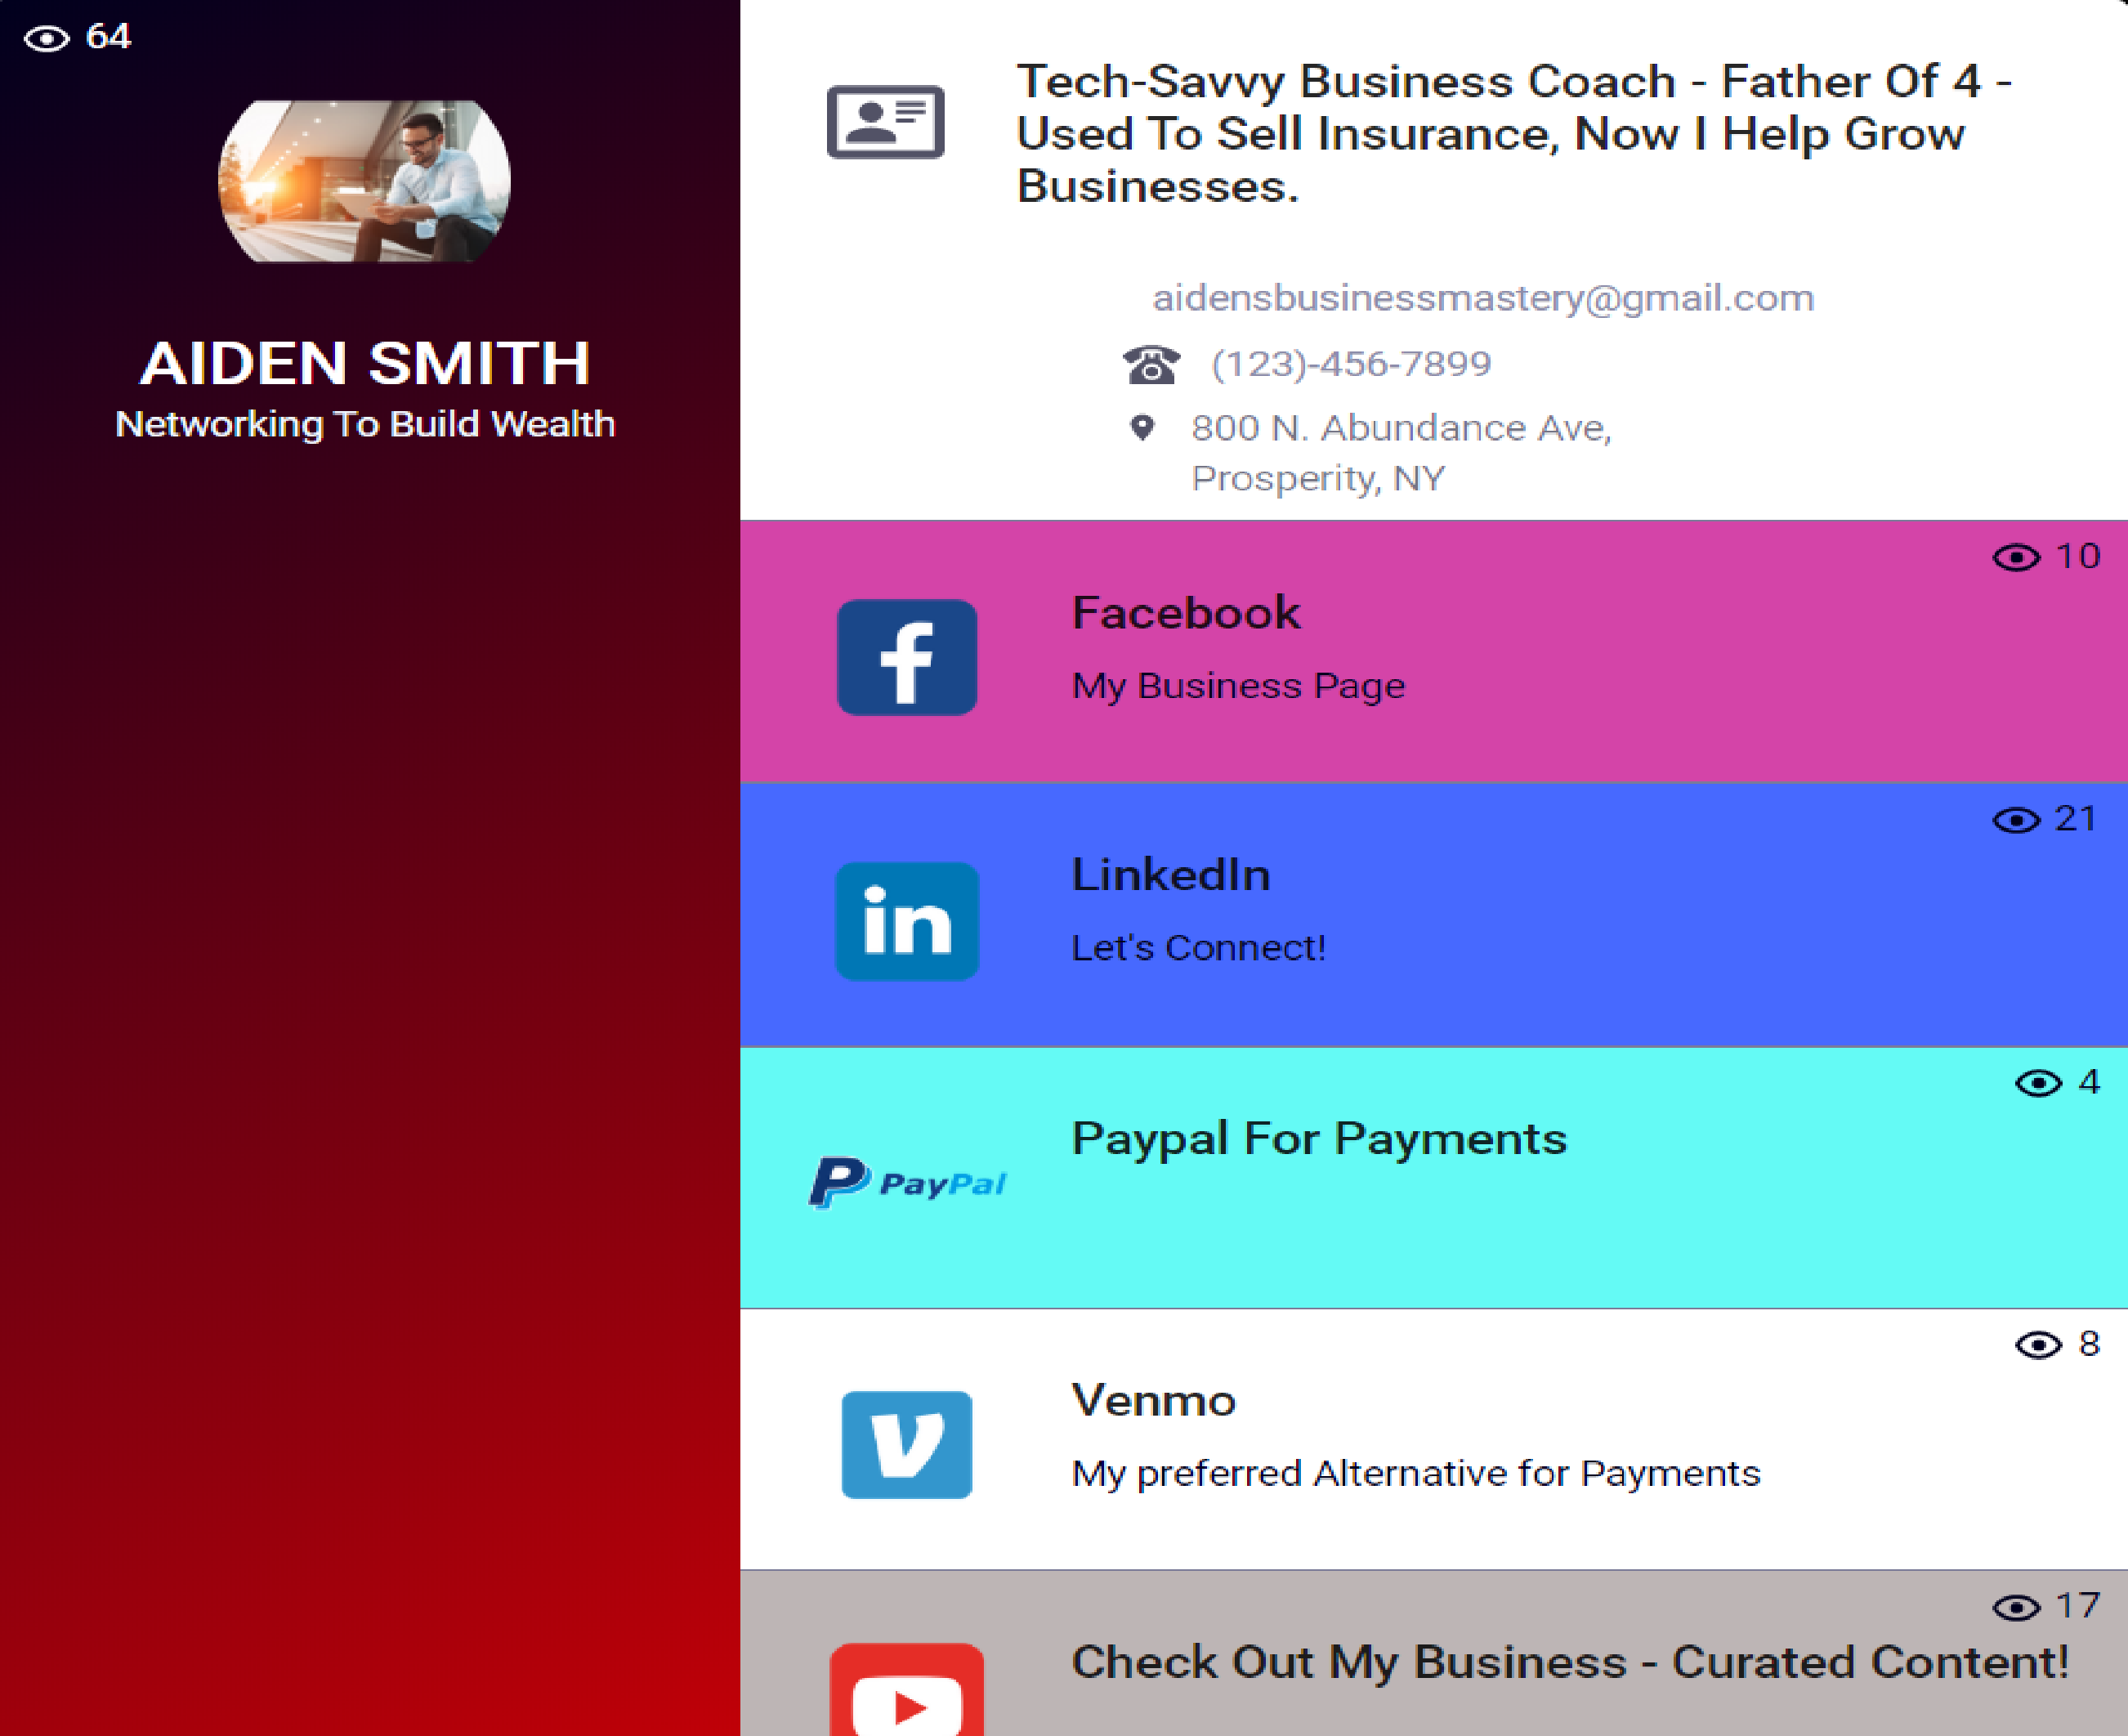 64
AIDEN SMITH
Networking To Build Wealth
Tech-Savvy Business Coach - Father Of 4 -
Used To Sell Insurance, Now I Help Grow
Businesses.
aidensbusinessmastery@gmail.com
(123)-456-7899
800 N. Abundance Ave,
Prosperity, NY
10
f
Facebook
My Business Page
21
in
LinkedIn
Let's Connect!
4
P PayPal
Paypal For Payments
8
V
Venmo
My preferred Alternative for Payments
17
Check Out My Business - Curated Content!